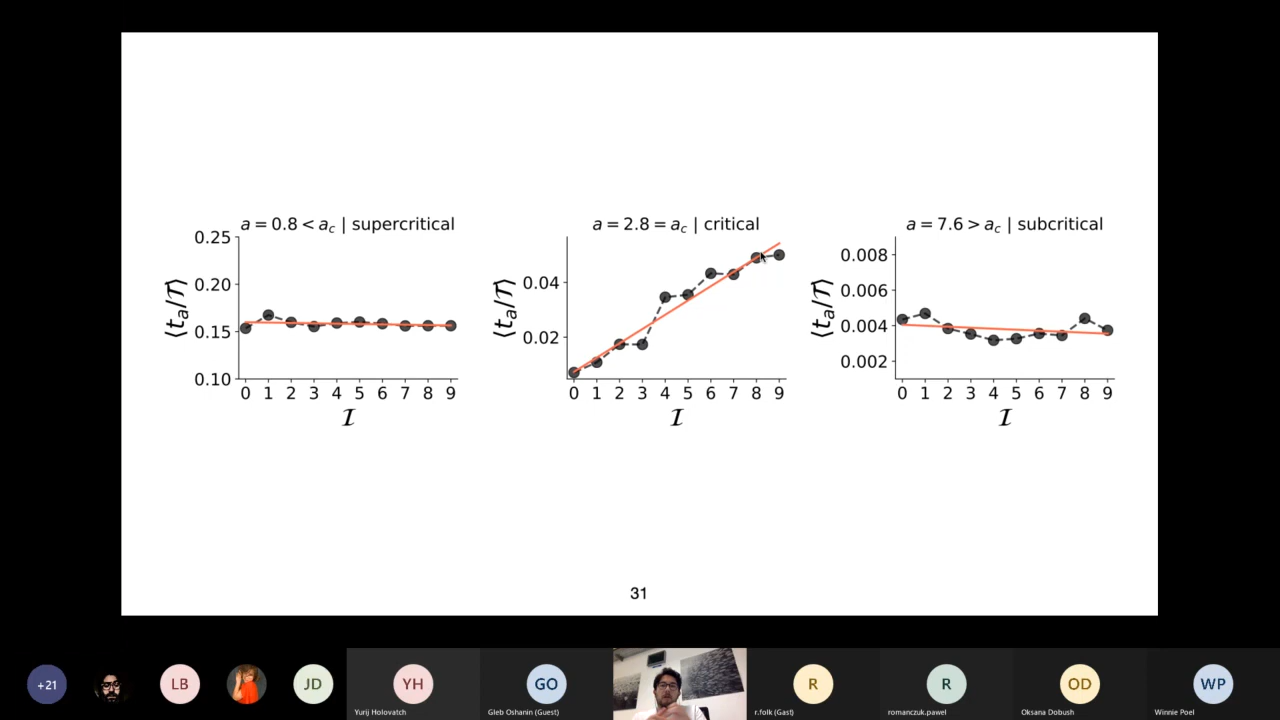 a = 0.8 < a_c | supercritical
⟨t_a/𝒯⟩
0.25
0.20
0.15
0.10
0 1 2 3 4 5 6 7 8 9
ℐ
a = 2.8 = a_c | critical
⟨t_a/𝒯⟩
0.04
0.02
0 1 2 3 4 5 6 7 8 9
ℐ
a = 7.6 > a_c | subcritical
⟨t_a/𝒯⟩
0.008
0.006
0.004
0.002
0 1 2 3 4 5 6 7 8 9
ℐ
31
+21
LB
JD
YH
Yurij Holovatch
GO
Gleb Oshanin (Guest)
R
r.folk (Gast)
R
romanczuk.pawel
OD
Oksana Dobush
WP
Winnie Poel